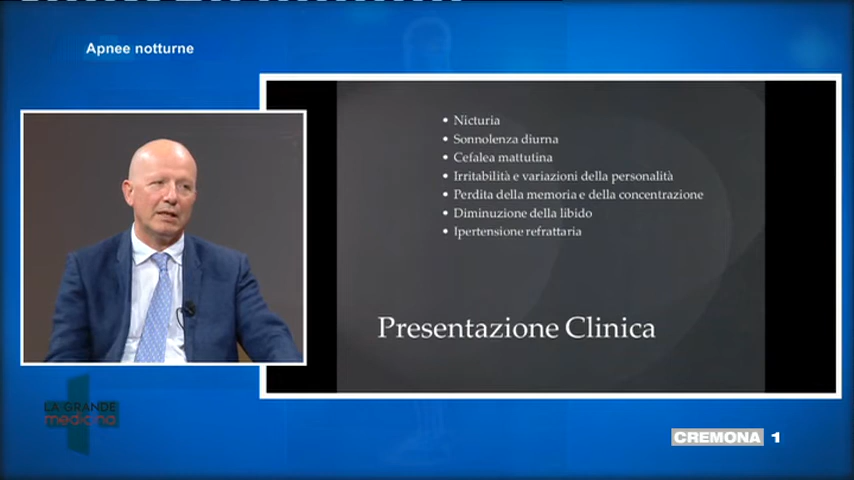 Apnee notturne
Nicturia
Sonnolenza diurna
Cefalea mattutina
Irritabilità e variazioni della personalità
Perdita della memoria e della concentrazione
Diminuzione della libido
Ipertensione refrattaria
Presentazione Clinica
LA GRANDE
medicina
CREMONA 1